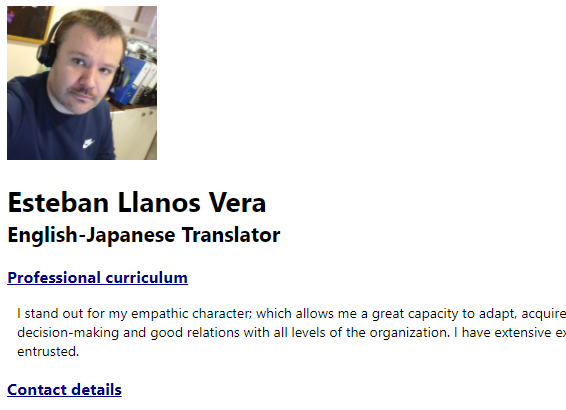 Esteban Llanos Vera
English-Japanese Translator
Professional curriculum
I stand out for my empathic character; which allows me a great capacity to adapt, acquire
decision-making and good relations with all levels of the organization. I have extensive
entrusted.
Contact details